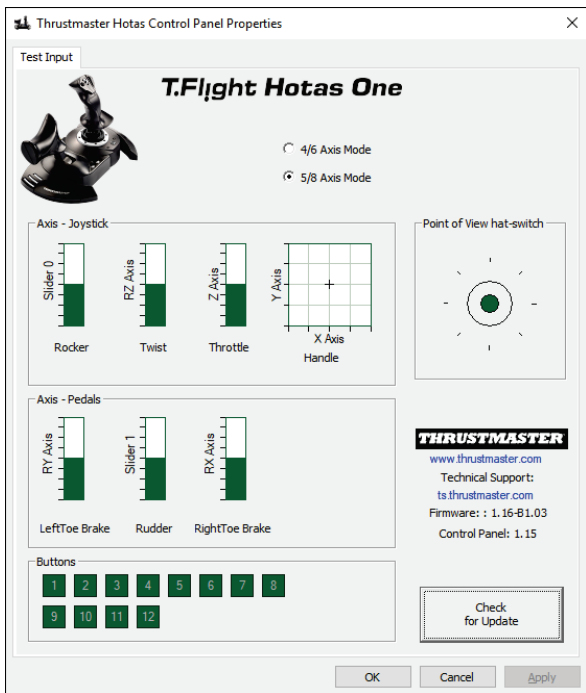 Thrustmaster Hotas Control Panel Properties
Test Input
T.Flight Hotas One
4/6 Axis Mode
5/8 Axis Mode
Axis - Joystick
Slider 0
RZ Axis
Z Axis
Y Axis
X Axis
Rocker
Twist
Throttle
Handle
Point of View hat-switch
Axis - Pedals
RY Axis
Slider 1
RX Axis
LeftToe Brake
Rudder
RightToe Brake
THRUSTMASTER
www.thrustmaster.com
Technical Support:
ts.thrustmaster.com
Firmware: : 1.16-B1.03
Control Panel: 1.15
Buttons
1 2 3 4 5 6 7 8
9 10 11 12
Check
for Update
OK Cancel Apply